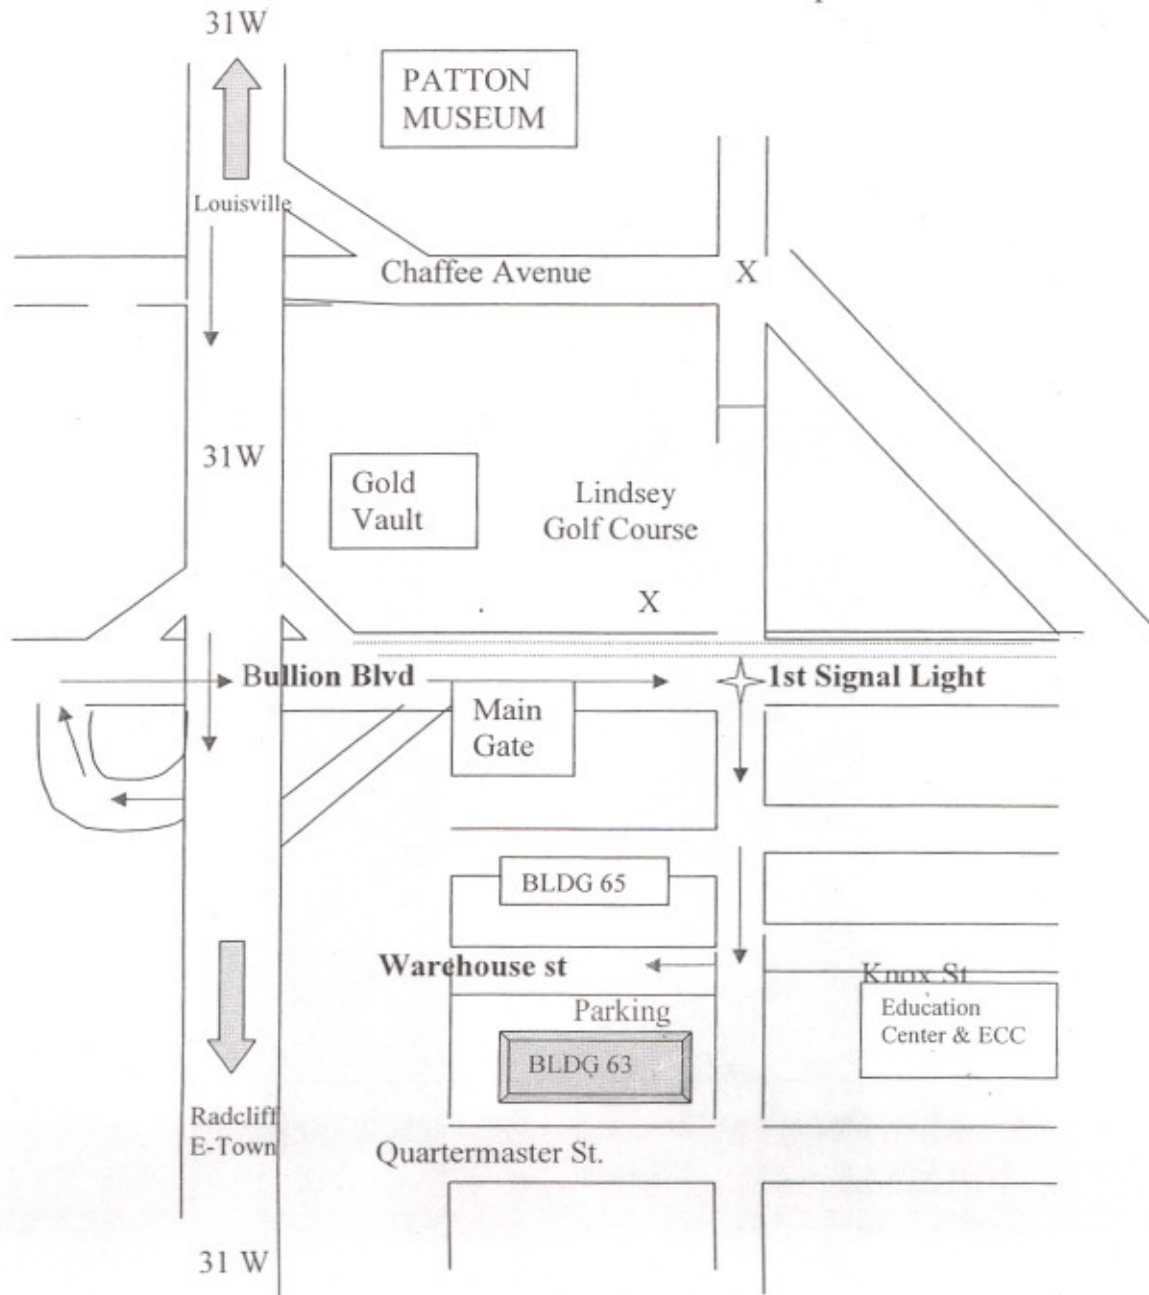 31W
PATTON
MUSEUM
Louisville
Chaffee Avenue
X
31W
Gold
Vault
Lindsey
Golf Course
X
Bullion Blvd
1st Signal Light
Main
Gate
BLDG 65
Warehouse st
Knox St
Parking
Education
Center & ECC
BLDG 63
Radcliff
E-Town
Quartermaster St.
31 W